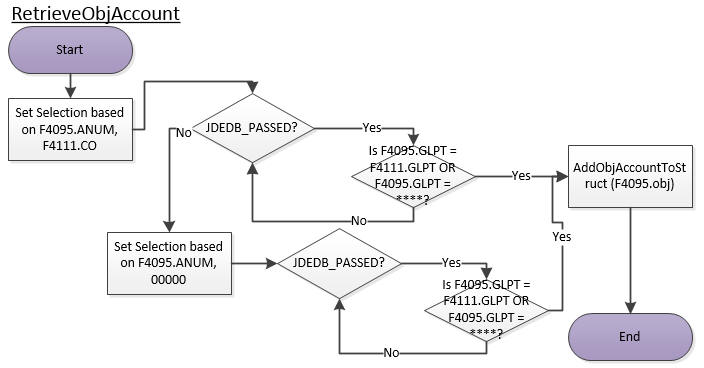 RetrieveObjAccount
Start
Set Selection based
on F4095.ANUM,
F4111.CO
No
JDEDB_PASSED?
Yes
Is F4095.GLPT =
F4111.GLPT OR
F4095.GLPT =
****?
Yes
AddObjAccountToSt
ruct (F4095.obj)
No
Set Selection based
on F4095.ANUM,
00000
JDEDB_PASSED?
Yes
Is F4095.GLPT =
F4111.GLPT OR
F4095.GLPT =
****?
Yes
No
End